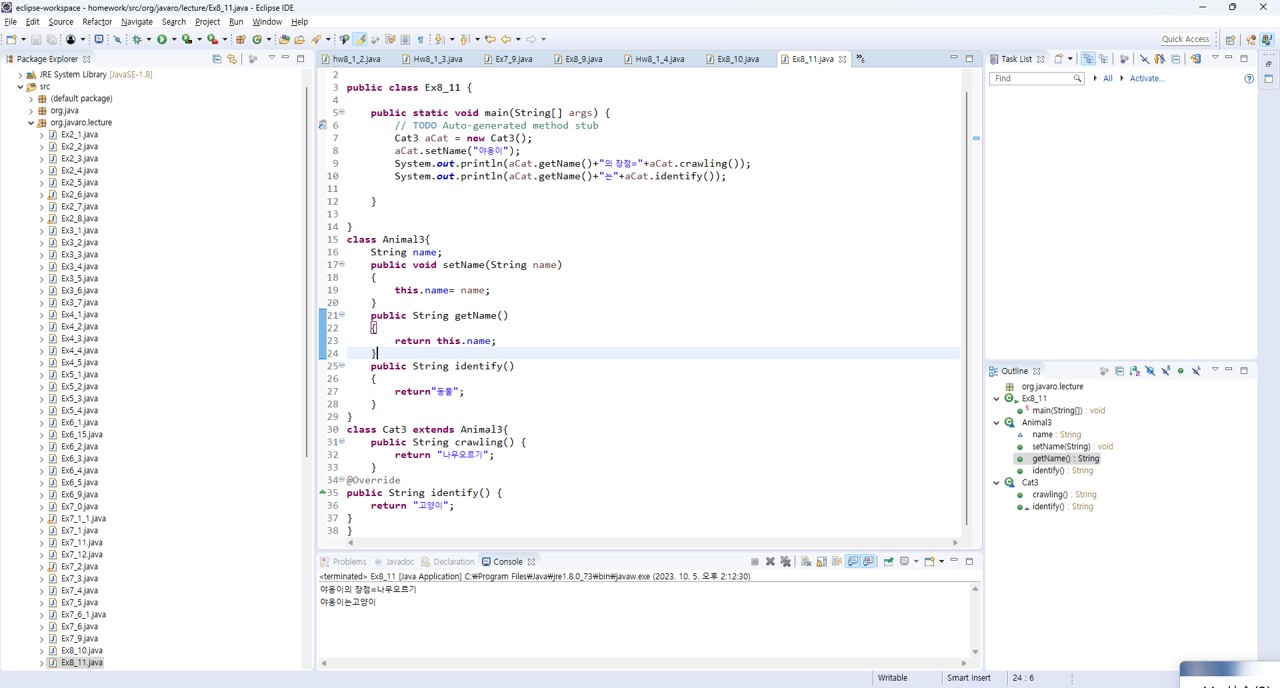 eclipse-workspace - homework/src/org/javaro/lecture/Ex8_11.java - Eclipse IDE
File Edit Source Refactor Navigate Search Project Run Window Help
Quick Access
Package Explorer
JRE System Library [JavaSE-1.8]
src
(default package)
org.java
org.javaro.lecture
Ex2_1.java
Ex2_2.java
Ex2_3.java
Ex2_4.java
Ex2_5.java
Ex2_6.java
Ex2_7.java
Ex2_8.java
Ex3_1.java
Ex3_2.java
Ex3_3.java
Ex3_4.java
Ex3_5.java
Ex3_6.java
Ex3_7.java
Ex4_1.java
Ex4_2.java
Ex4_3.java
Ex4_4.java
Ex4_5.java
Ex5_1.java
Ex5_2.java
Ex5_3.java
Ex5_4.java
Ex6_1.java
Ex6_15.java
Ex6_2.java
Ex6_3.java
Ex6_4.java
Ex6_5.java
Ex6_9.java
Ex7_0.java
Ex7_1_1.java
Ex7_1.java
Ex7_11.java
Ex7_12.java
Ex7_2.java
Ex7_3.java
Ex7_4.java
Ex7_5.java
Ex7_6_1.java
Ex7_6.java
Ex7_9.java
Ex8_10.java
Ex8_11.java
hw8_1_2.java Hw8_1_3.java Ex7_9.java Ex8_9.java Hw8_1_4.java Ex8_10.java Ex8_11.java
2
3 public class Ex8_11 {
4
5 public static void main(String[] args) {
6 // TODO Auto-generated method stub
7 Cat3 aCat = new Cat3();
8 aCat.setName("야옹이");
9 System.out.println(aCat.getName()+"의 장점="+aCat.crawling());
10 System.out.println(aCat.getName()+"는"+aCat.identify());
11
12 }
13
14 }
15 class Animal3{
16 String name;
17 public void setName(String name)
18 {
19 this.name= name;
20 }
21 public String getName()
22 {
23 return this.name;
24 }
25 public String identify()
26 {
27 return"동물";
28 }
29 }
30 class Cat3 extends Animal3{
31 public String crawling() {
32 return "나무오르기";
33 }
34 @Override
35 public String identify() {
36 return "고양이";
37 }
38 }
Problems Javadoc Declaration Console
<terminated> Ex8_11 [Java Application] C:₩Program Files₩Java₩jre1.8.0_73₩bin₩javaw.exe (2023. 10. 5. 오후 2:12:30)
야옹이의 장점=나무오르기
야옹이는고양이
Task List
Find All Activate...
Outline
org.javaro.lecture
Ex8_11
main(String[]) : void
Animal3
name : String
setName(String) : void
getName() : String
identify() : String
Cat3
crawling() : String
identify() : String
Writable Smart Insert 24 : 6